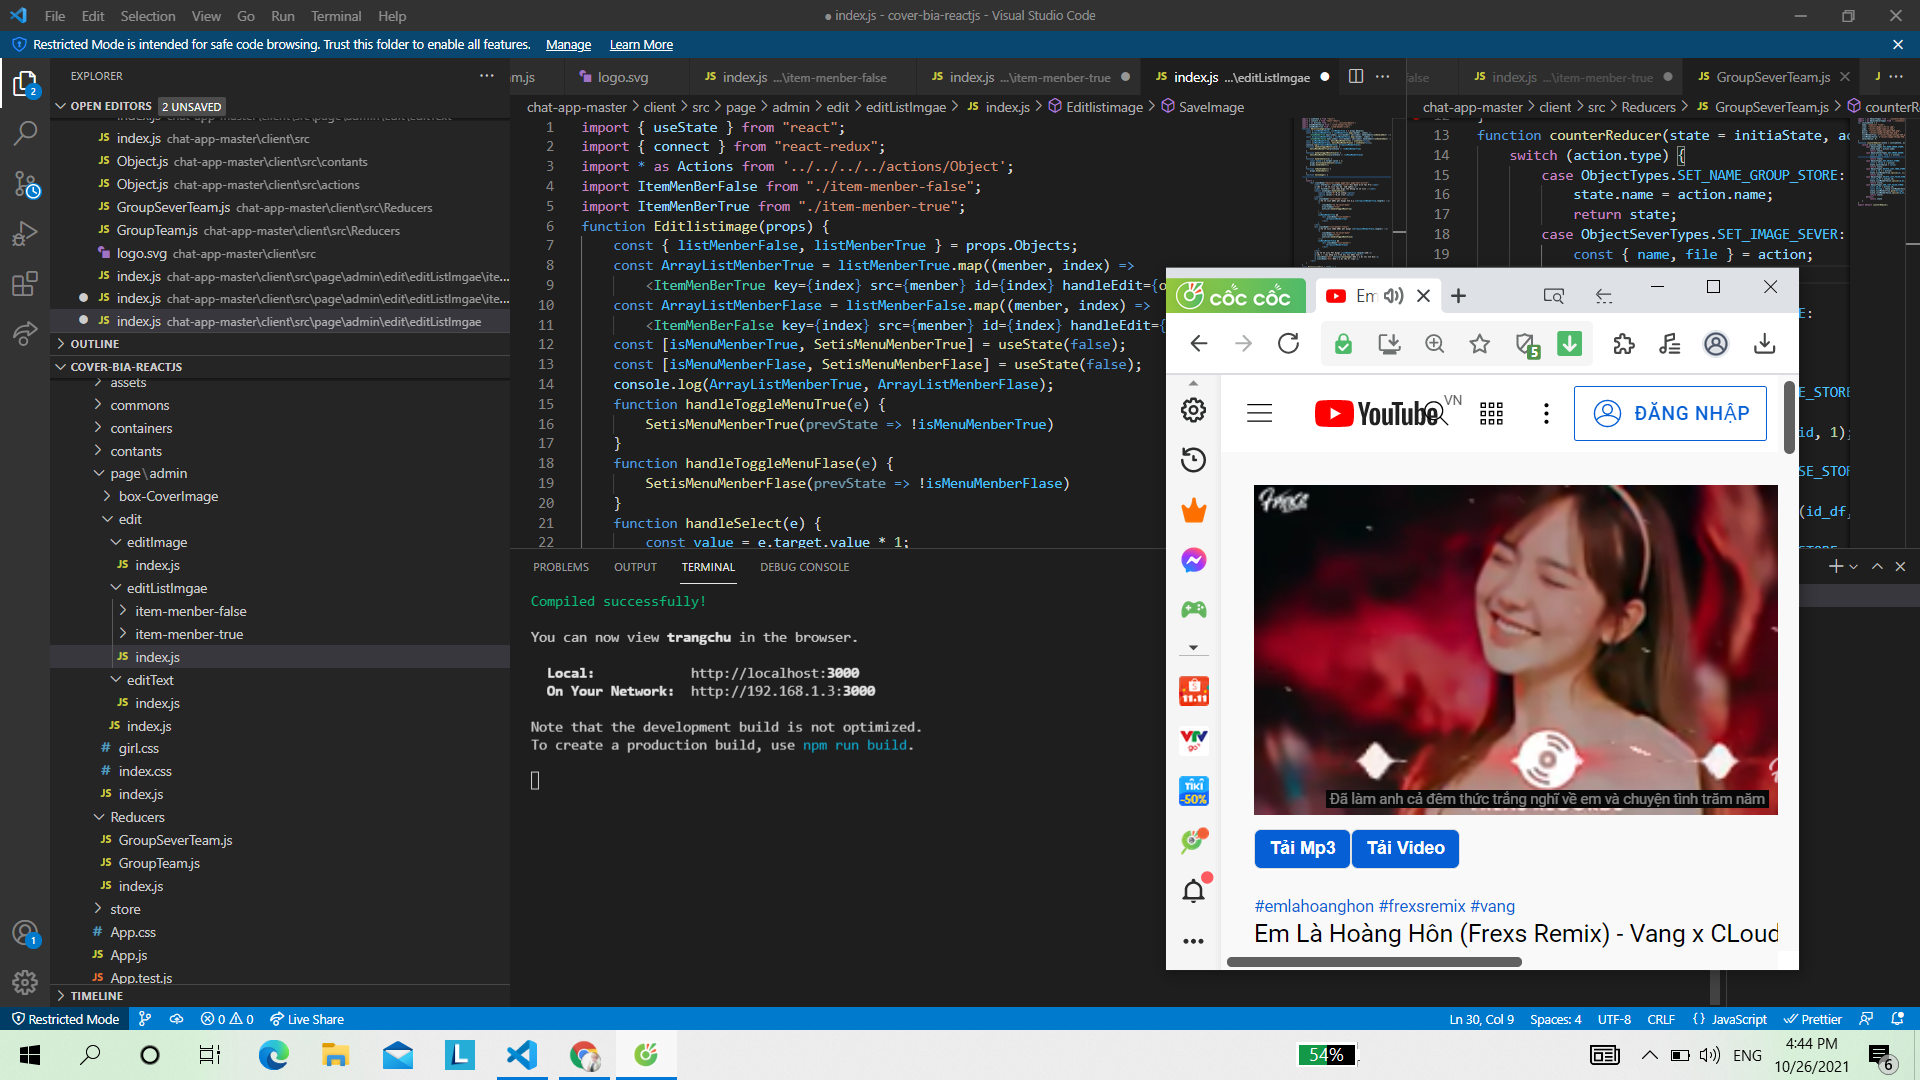 File Edit Selection View Go Run Terminal Help
● index.js - cover-bia-reactjs - Visual Studio Code
Restricted Mode is intended for safe code browsing. Trust this folder to enable all features. Manage Learn More
EXPLORER
OPEN EDITORS 2 UNSAVED
index.js chat-app-master\client\src
Object.js chat-app-master\client\src\contants
Object.js chat-app-master\client\src\actions
GroupSeverTeam.js chat-app-master\client\src\Reducers
GroupTeam.js chat-app-master\client\src\Reducers
logo.svg chat-app-master\client\src
index.js chat-app-master\client\src\page\admin\edit\editListImgae\ite...
index.js chat-app-master\client\src\page\admin\edit\editListImgae\ite...
index.js chat-app-master\client\src\page\admin\edit\editListImgae
OUTLINE
COVER-BIA-REACTJS
assets
commons
containers
contants
page\admin
box-CoverImage
edit
editImage
index.js
editListImgae
item-menber-false
item-menber-true
index.js
editText
index.js
index.js
girl.css
index.css
index.js
Reducers
GroupSeverTeam.js
GroupTeam.js
index.js
store
App.css
App.js
App.test.js
TIMELINE
logo.svg
index.js ...\item-menber-false
index.js ...\item-menber-true
index.js ...\editListImgae
chat-app-master > client > src > page > admin > edit > editListImgae > index.js > Editlistimage > SaveImage
1 import { useState } from "react";
2 import { connect } from "react-redux";
3 import * as Actions from '../../../../actions/Object';
4 import ItemMenBerFalse from "./item-menber-false";
5 import ItemMenBerTrue from "./item-menber-true";
6 function Editlistimage(props) {
7 const { listMenberFalse, listMenberTrue } = props.Objects;
8 const ArrayListMenberTrue = listMenberTrue.map((menber, index) =>
9 <ItemMenBerTrue key={index} src={menber} id={index} handleEdit={
10 const ArrayListMenberFlase = listMenberFalse.map((menber, index) =>
11 <ItemMenBerFalse key={index} src={menber} id={index} handleEdit={
12 const [isMenuMenberTrue, SetisMenuMenberTrue] = useState(false);
13 const [isMenuMenberFlase, SetisMenuMenberFlase] = useState(false);
14 console.log(ArrayListMenberTrue, ArrayListMenberFlase);
15 function handleToggleMenuTrue(e) {
16 SetisMenuMenberTrue(prevState => !isMenuMenberTrue)
17 }
18 function handleToggleMenuFlase(e) {
19 SetisMenuMenberFlase(prevState => !isMenuMenberFlase)
20 }
21 function handleSelect(e) {
22 const value = e.target.value * 1;
index.js ...\item-menber-true
GroupSeverTeam.js
chat-app-master > client > src > Reducers > GroupSeverTeam.js >
13 function counterReducer(state = initiaState,
14 switch (action.type) {
15 case ObjectTypes.SET_NAME_GROUP_STORE:
16 state.name = action.name;
17 return state;
18 case ObjectSeverTypes.SET_IMAGE_SEVER:
19 const { name, file } = action;
PROBLEMS OUTPUT TERMINAL DEBUG CONSOLE
Compiled successfully!
You can now view trangchu in the browser.
Local: http://localhost:3000
On Your Network: http://192.168.1.3:3000
Note that the development build is not optimized.
To create a production build, use npm run build.
CỐC CỐC
Em
5
YouTube VN
ĐĂNG NHẬP
11.11
VTV go
TIKI -50%
Frexs
Đã làm anh cả đêm thức trắng nghĩ về em và chuyện tình trăm năm
Tải Mp3 Tải Video
#emlahoanghon #frexsremix #vang
Em Là Hoàng Hôn (Frexs Remix) - Vang x CLoud
Restricted Mode 0 0 Live Share
Ln 30, Col 9 Spaces: 4 UTF-8 CRLF {} JavaScript Prettier
54%
ENG
4:44 PM
10/26/2021
6